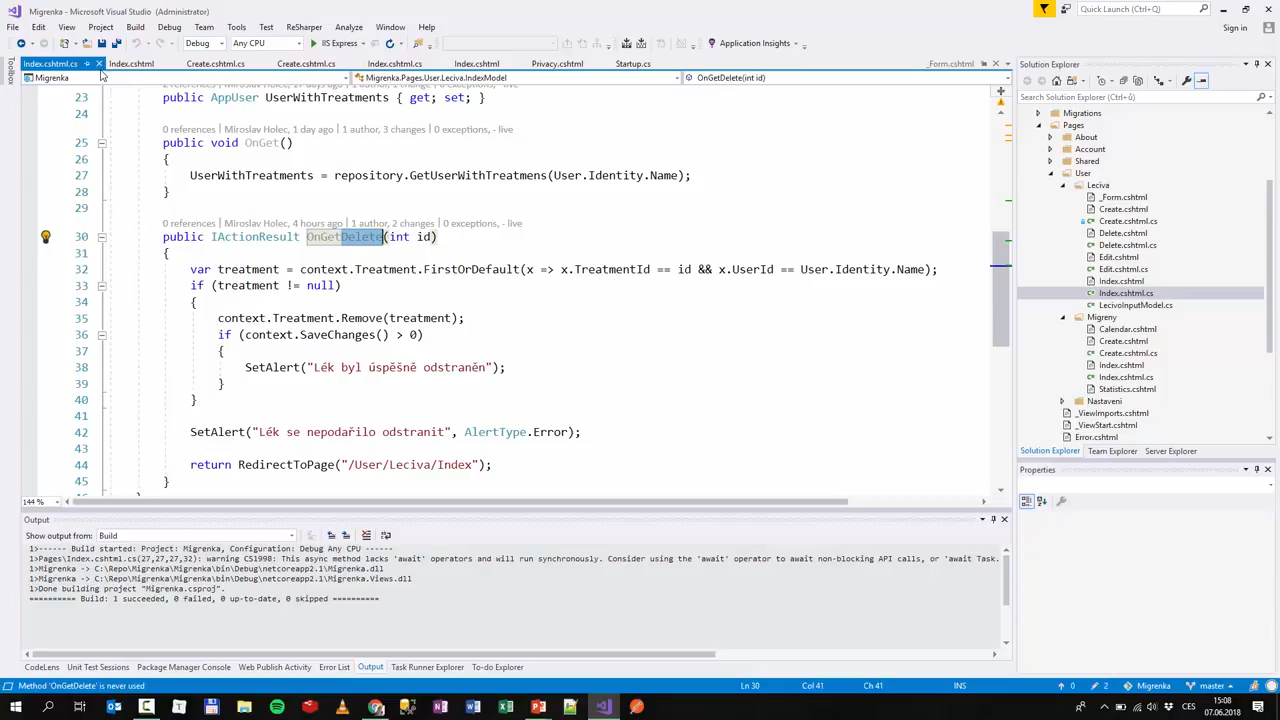 Migrenka - Microsoft Visual Studio (Administrator)
Quick Launch (Ctrl+Q)
File Edit View Project Build Debug Team Tools Test ReSharper Analyze Window Help
Sign in
Debug Any CPU IIS Express Application Insights
Toolbox
Index.cshtml.cs Index.cshtml Create.cshtml.cs Create.cshtml.cs Index.cshtml.cs Index.cshtml Privacy.cshtml Startup.cs _Form.cshtml
Migrenka Migrenka.Pages.User.Leciva.IndexModel OnGetDelete(int id)
23 public AppUser UserWithTreatments { get; set; }
24
0 references | Miroslav Holec, 1 day ago | 1 author, 3 changes | 0 exceptions, - live
25 public void OnGet()
26 {
27 UserWithTreatments = repository.GetUserWithTreatmens(User.Identity.Name);
28 }
29
0 references | Miroslav Holec, 4 hours ago | 1 author, 2 changes | 0 exceptions, - live
30 public IActionResult OnGetDelete(int id)
31 {
32 var treatment = context.Treatment.FirstOrDefault(x => x.TreatmentId == id && x.UserId == User.Identity.Name);
33 if (treatment != null)
34 {
35 context.Treatment.Remove(treatment);
36 if (context.SaveChanges() > 0)
37 {
38 SetAlert("Lék byl úspěšně odstraněn");
39 }
40 }
41
42 SetAlert("Lék se nepodařilo odstranit", AlertType.Error);
43
44 return RedirectToPage("/User/Leciva/Index");
45 }
144 %
Solution Explorer
Search Solution Explorer (Ctrl+ů)
Migrations
Pages
About
Account
Shared
User
Leciva
_Form.cshtml
Create.cshtml
Create.cshtml.cs
Delete.cshtml
Delete.cshtml.cs
Edit.cshtml
Edit.cshtml.cs
Index.cshtml
Index.cshtml.cs
LecivoInputModel.cs
Migreny
Calendar.cshtml
Create.cshtml
Create.cshtml.cs
Index.cshtml
Index.cshtml.cs
Statistics.cshtml
Nastaveni
_ViewImports.cshtml
_ViewStart.cshtml
Error.cshtml
Solution Explorer Team Explorer Server Explorer
Properties
Output
Show output from: Build
1>------ Build started: Project: Migrenka, Configuration: Debug Any CPU ------
1>Pages\Index.cshtml.cs(27,27,27,32): warning CS1998: This async method lacks 'await' operators and will run synchronously. Consider using the 'await' operator to await non-blocking API calls, or 'await Task.
1>Migrenka -> C:\Repo\Migrenka\Migrenka\bin\Debug\netcoreapp2.1\Migrenka.dll
1>Migrenka -> C:\Repo\Migrenka\Migrenka\bin\Debug\netcoreapp2.1\Migrenka.Views.dll
1>Done building project "Migrenka.csproj".
========== Build: 1 succeeded, 0 failed, 0 up-to-date, 0 skipped ==========
CodeLens Unit Test Sessions Package Manager Console Web Publish Activity Error List Output Task Runner Explorer To-do Explorer
Method 'OnGetDelete' is never used Ln 30 Col 41 Ch 41 INS 0 2 Migrenka master
CES 15:08
07.06.2018